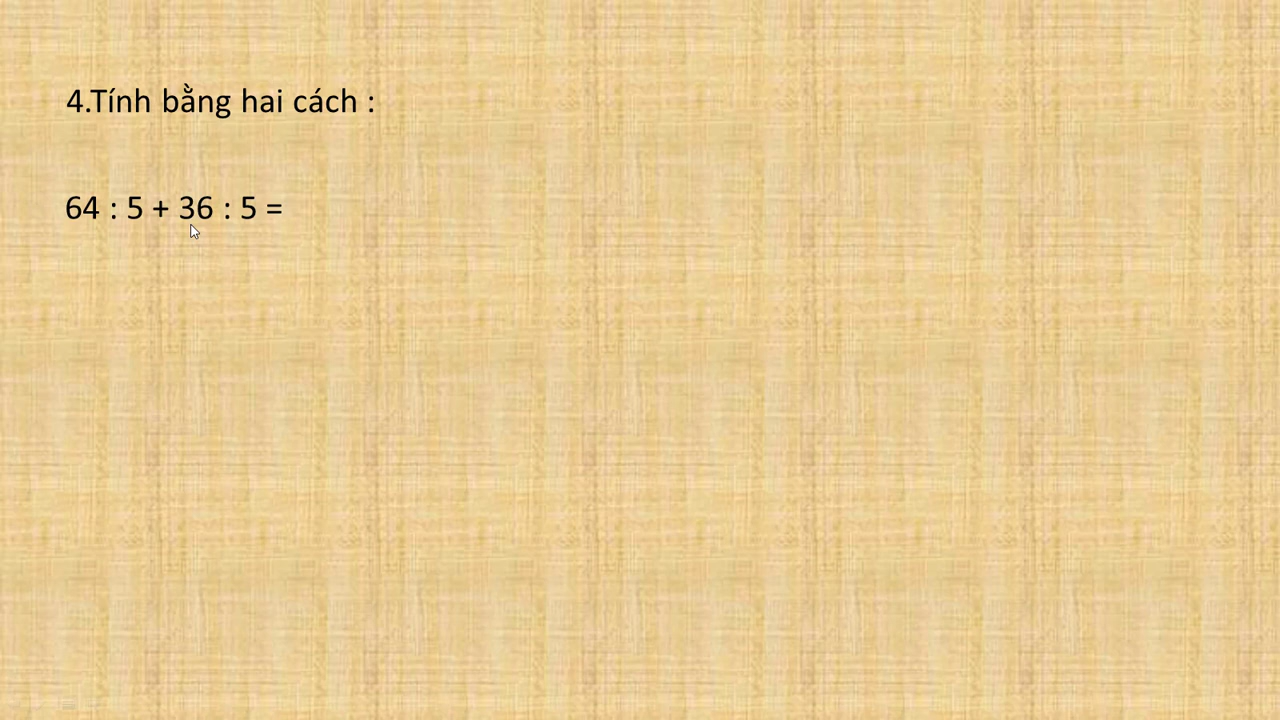 4.Tính bằng hai cách :
64 : 5 + 36 : 5 =